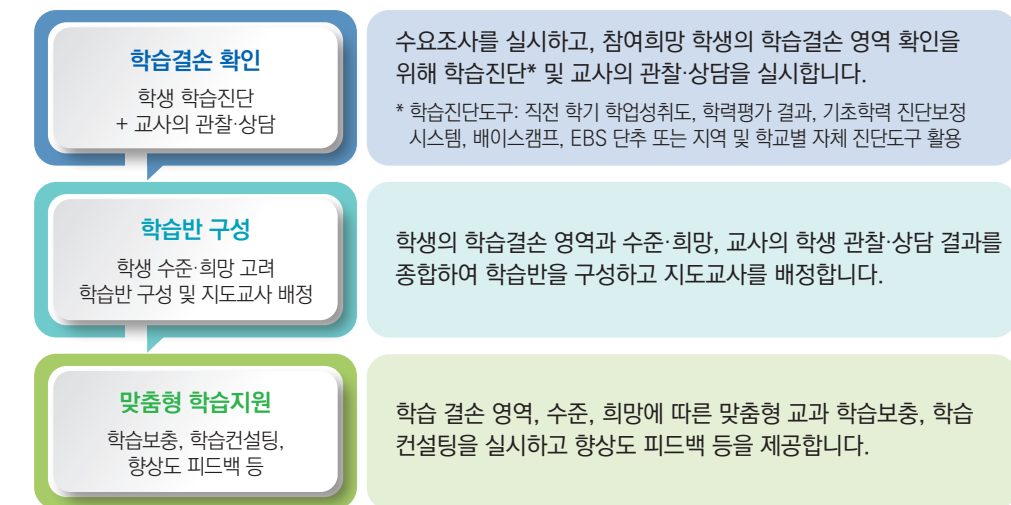 학습결손 확인
학생 학습진단
+ 교사의 관찰·상담
수요조사를 실시하고, 참여희망 학생의 학습결손 영역 확인을
위해 학습진단* 및 교사의 관찰·상담을 실시합니다.
* 학습진단도구: 직전 학기 학업성취도, 학력평가 결과, 기초학력 진단보정
시스템, 배이스캠프, EBS 단추 또는 지역 및 학교별 자체 진단도구 활용
학습반 구성
학생 수준·희망 고려
학습반 구성 및 지도교사 배정
학생의 학습결손 영역과 수준·희망, 교사의 학생 관찰·상담 결과를
종합하여 학습반을 구성하고 지도교사를 배정합니다.
맞춤형 학습지원
학습보충, 학습컨설팅,
향상도 피드백 등
학습 결손 영역, 수준, 희망에 따른 맞춤형 교과 학습보충, 학습
컨설팅을 실시하고 향상도 피드백 등을 제공합니다.